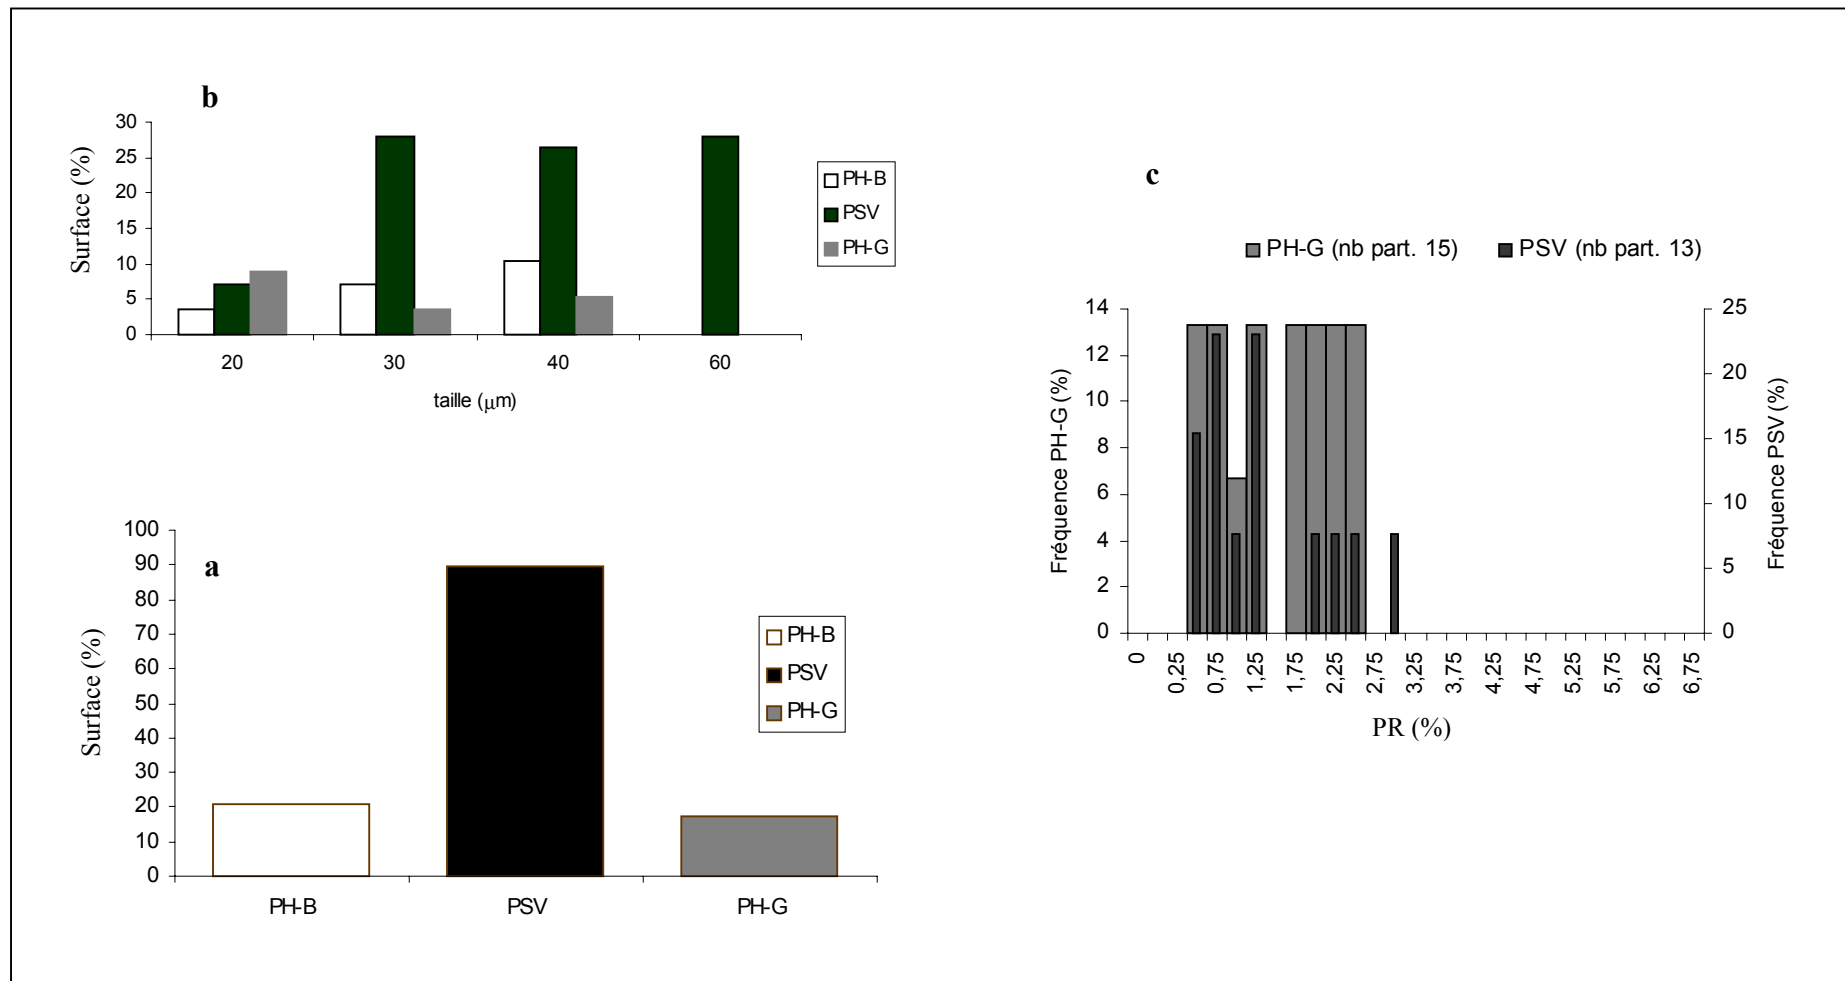 b
Surface (%)
30
25
20
15
10
5
0
20 30 40 60
taille (μm)
PH-B
PSV
PH-G
a
Surface (%)
100
90
80
70
60
50
40
30
20
10
0
PH-B PSV PH-G
PH-B
PSV
PH-G
c
PH-G (nb part. 15) PSV (nb part. 13)
Fréquence PH-G (%)
14
12
10
8
6
4
2
0
25
20
15
10
5
0
Fréquence PSV (%)
0 0,25 0,75 1,25 1,75 2,25 2,75 3,25 3,75 4,25 4,75 5,25 5,75 6,25 6,75
PR (%)